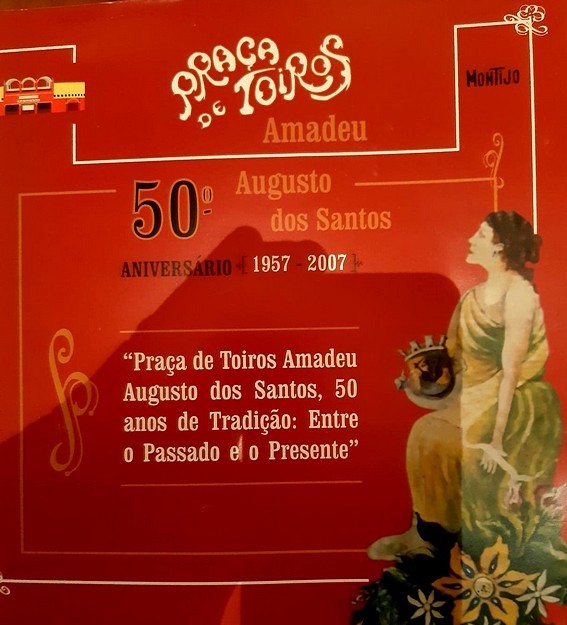 PRAÇA
DE TOIROS
MONTIJO
Amadeu
Augusto
dos Santos
50º
ANIVERSÁRIO [1957 - 2007]
“Praça de Toiros Amadeu
Augusto dos Santos, 50
anos de Tradição: Entre
o Passado e o Presente”